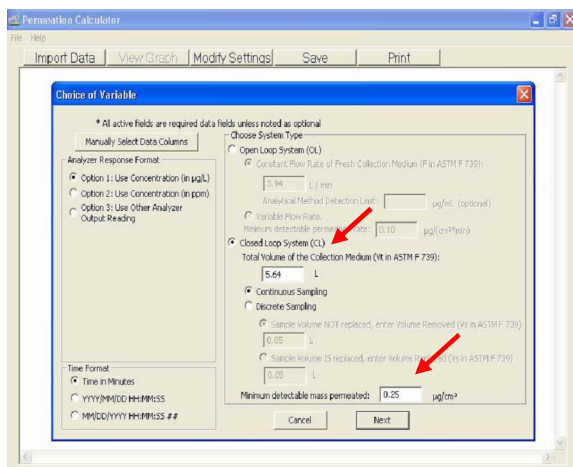 Permeation Calculator
File Help
Import Data View Graph Modify Settings Save Print
Choice of Variable
* All active fields are required data fields unless noted as optional
Manually Select Data Columns
Analyzer Response Format
Option 1: Use Concentration (in µg/L)
Option 2: Use Concentration (in ppm)
Option 3: Use Other Analyzer
Output Reading
Time Format
Time in Minutes
YYYY/MM/DD HH:MM:SS
MM/DD/YYYY HH:MM:SS ##
Choose System Type
Open Loop System (OL)
Constant Flow Rate of Fresh Collection Medium (F in ASTM F 739):
3.94 L / min
Analytical Method Detection Limit: µg/mL (optional)
Variable Flow Rate.
Minimum detectable permeation rate: 0.10 µg/(cm²*min)
Closed Loop System (CL)
Total Volume of the Collection Medium (Vt in ASTM F 739):
5.64 L
Continuous Sampling
Discrete Sampling
Sample Volume NOT replaced, enter Volume Removed (Vs in ASTM F 739)
0.05 L
Sample Volume IS replaced, enter Volume Replaced (Vs in ASTM F 739)
0.05 L
Minimum detectable mass permeated: 0.25 µg/cm²
Cancel Next